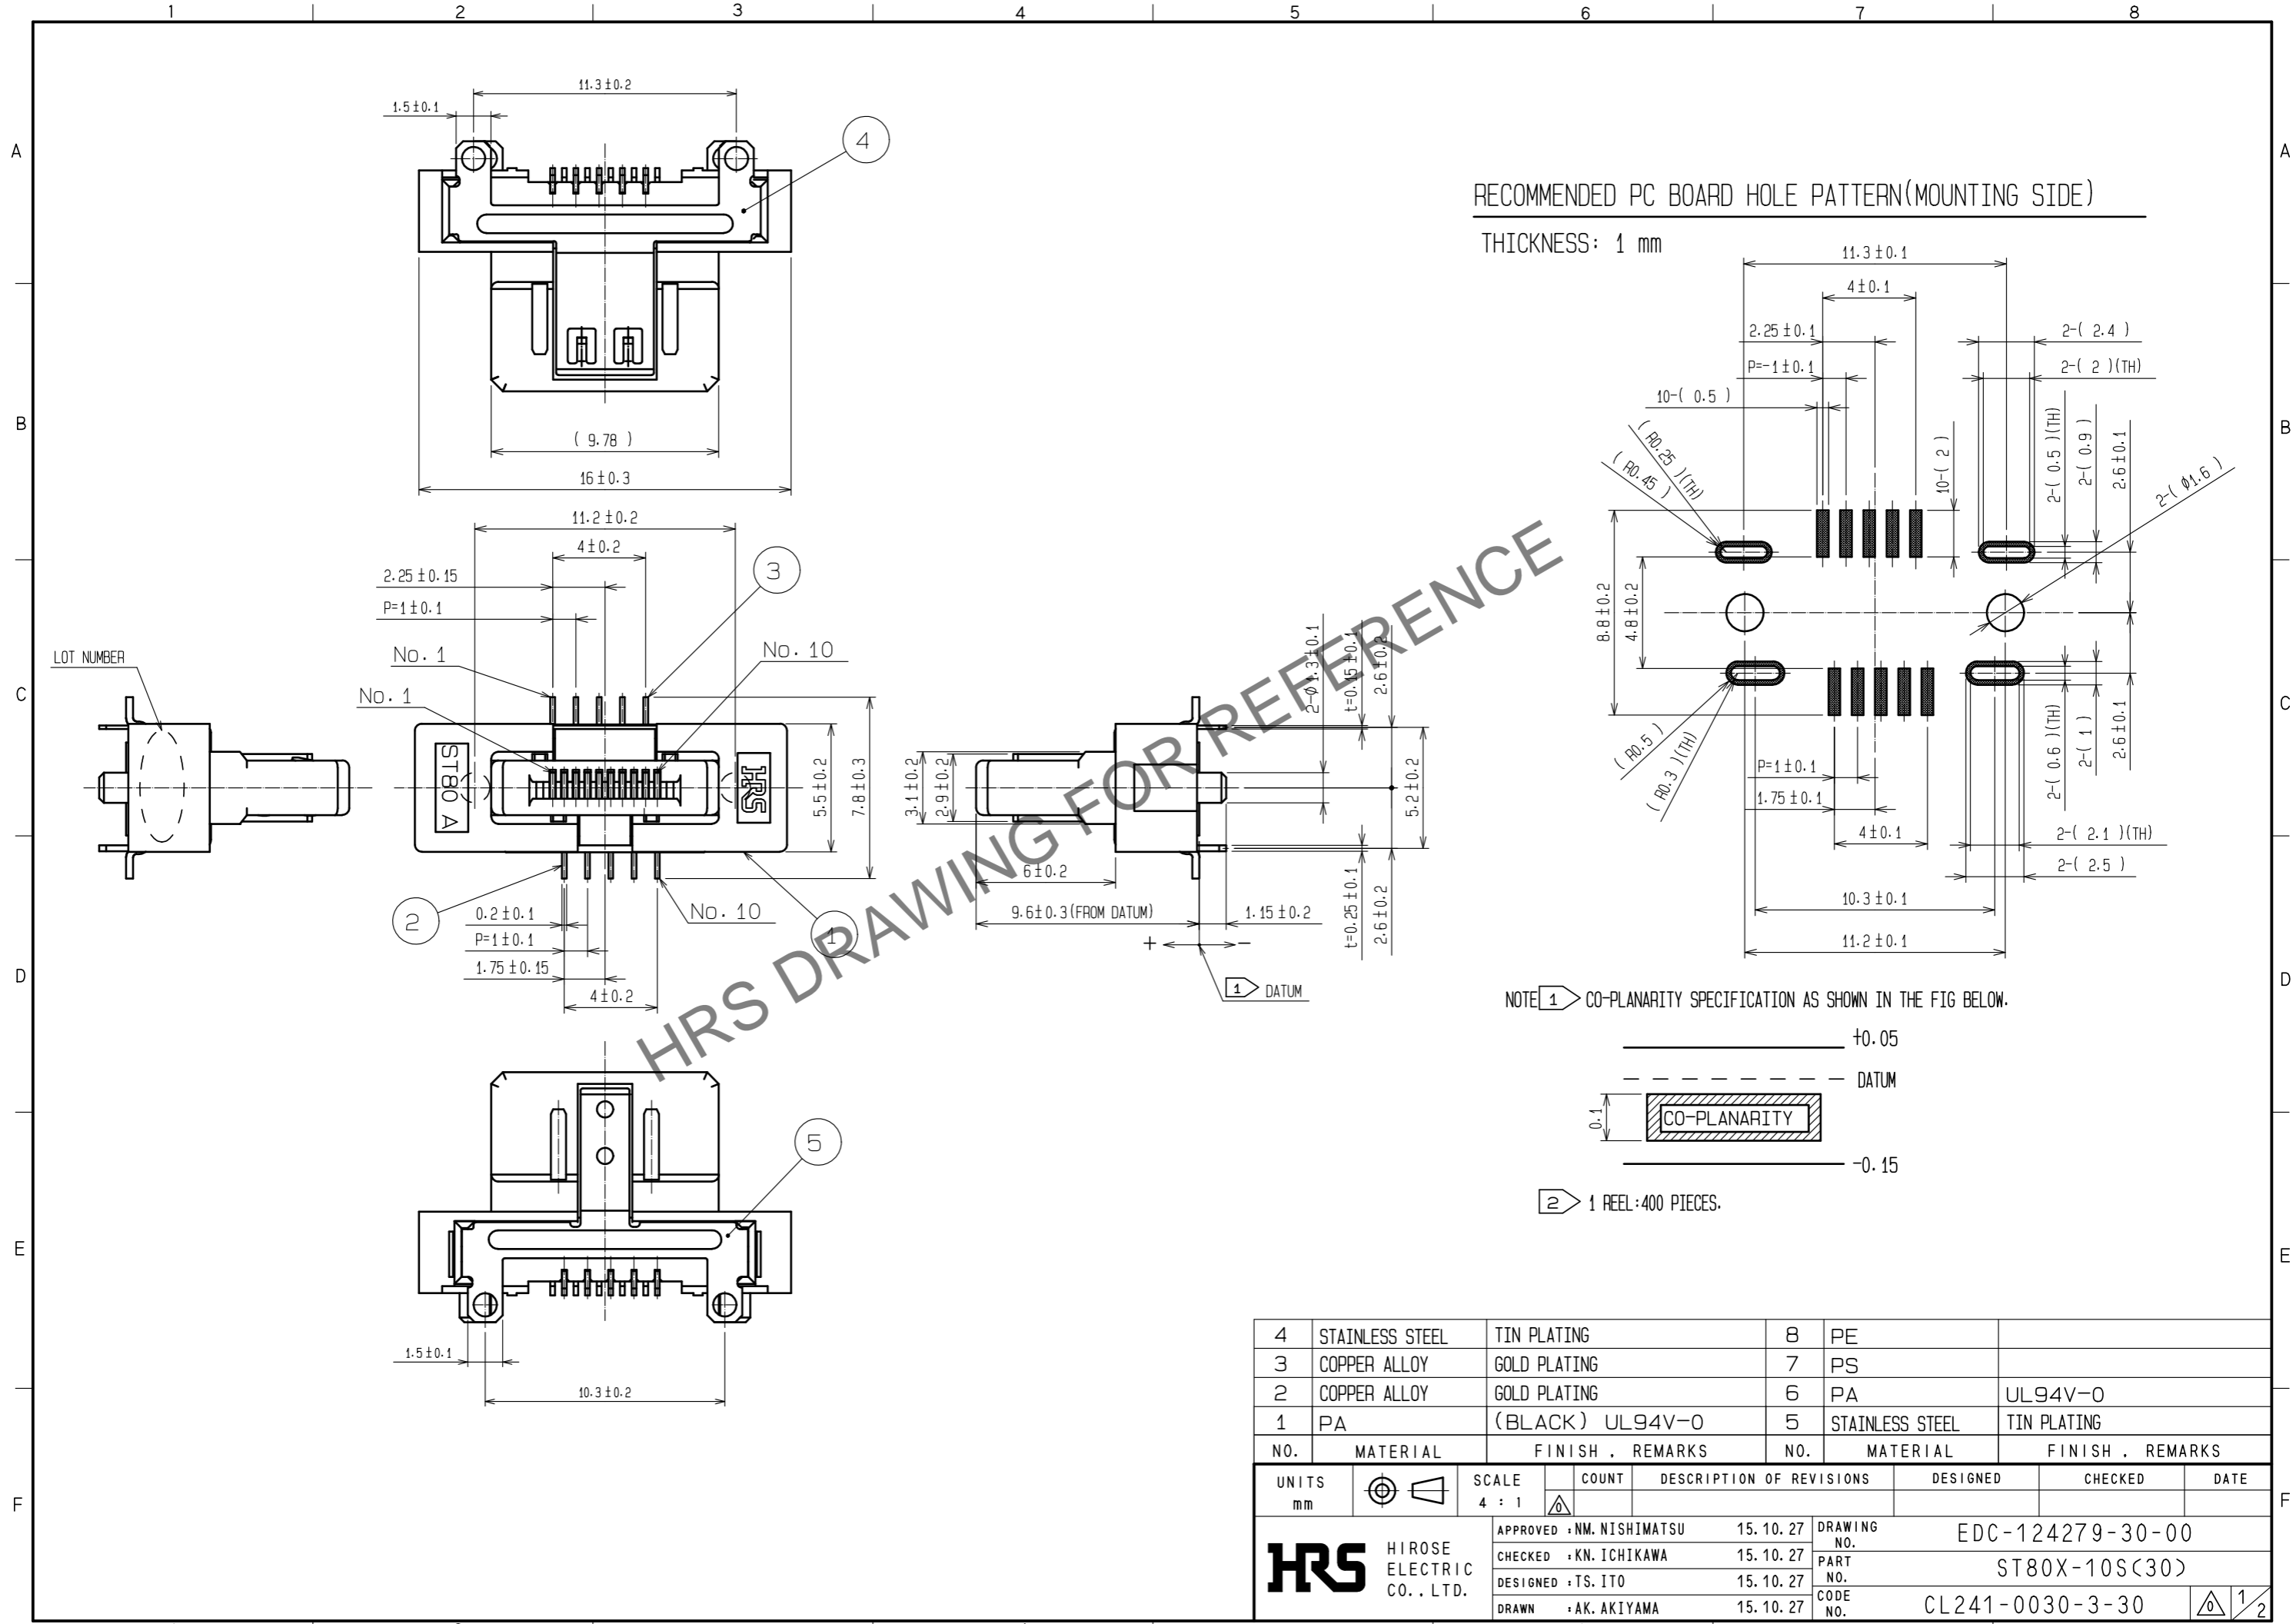 1 2 3 4 5 6 7 8
A
B
C
D
E
F
A
B
C
D
E
F
11.3±0.2
1.5±0.1
4
( 9.78 )
16±0.3
11.2±0.2
4±0.2
3
2.25±0.15
P=1±0.1
No. 1
No. 10
No. 1
LOT NUMBER
ST80 A
HRS
5.5±0.2
7.8±0.3
2
0.2±0.1
P=1±0.1
1.75±0.15
4±0.2
No. 10
1
3.1±0.2
2.9±0.2
6±0.2
9.6±0.3(FROM DATUM)
1.15±0.2
+ -
1 DATUM
2-Φ1.3±0.1
t=0.15±0.1
2.6±0.2
5.2±0.2
t=0.25±0.1
2.6±0.2
5
1.5±0.1
10.3±0.2
HRS DRAWING FOR REFERENCE
RECOMMENDED PC BOARD HOLE PATTERN(MOUNTING SIDE)
THICKNESS: 1 mm
11.3±0.1
4±0.1
2.25±0.1
2-( 2.4 )
P=-1±0.1
2-( 2 )(TH)
10-( 0.5 )
( R0.25 )(TH)
( R0.45 )
10-( 2 )
2-( 0.5 )(TH)
2-( 0.9 )
2.6±0.1
2-( Φ1.6 )
8.8±0.2
4.8±0.2
( R0.5 )
( R0.3 )(TH)
P=1±0.1
1.75±0.1
4±0.1
2-( 0.6 )(TH)
2-( 1 )
2.6±0.1
2-( 2.1 )(TH)
2-( 2.5 )
10.3±0.1
11.2±0.1
NOTE 1 CO-PLANARITY SPECIFICATION AS SHOWN IN THE FIG BELOW.
+0.05
DATUM
0.1
CO-PLANARITY
-0.15
2 1 REEL:400 PIECES.
4 STAINLESS STEEL TIN PLATING 8 PE
3 COPPER ALLOY GOLD PLATING 7 PS
2 COPPER ALLOY GOLD PLATING 6 PA UL94V-0
1 PA (BLACK) UL94V-0 5 STAINLESS STEEL TIN PLATING
NO. MATERIAL FINISH . REMARKS NO. MATERIAL FINISH . REMARKS
UNITS
mm
SCALE
4 : 1
COUNT DESCRIPTION OF REVISIONS DESIGNED CHECKED DATE
0
HRS
HIROSE
ELECTRIC
CO.,LTD.
APPROVED :NM.NISHIMATSU 15.10.27
CHECKED :KN.ICHIKAWA 15.10.27
DESIGNED :TS.ITO 15.10.27
DRAWN :AK.AKIYAMA 15.10.27
DRAWING NO. EDC-124279-30-00
PART NO. ST80X-10S(30)
CODE NO. CL241-0030-3-30
0
1/2